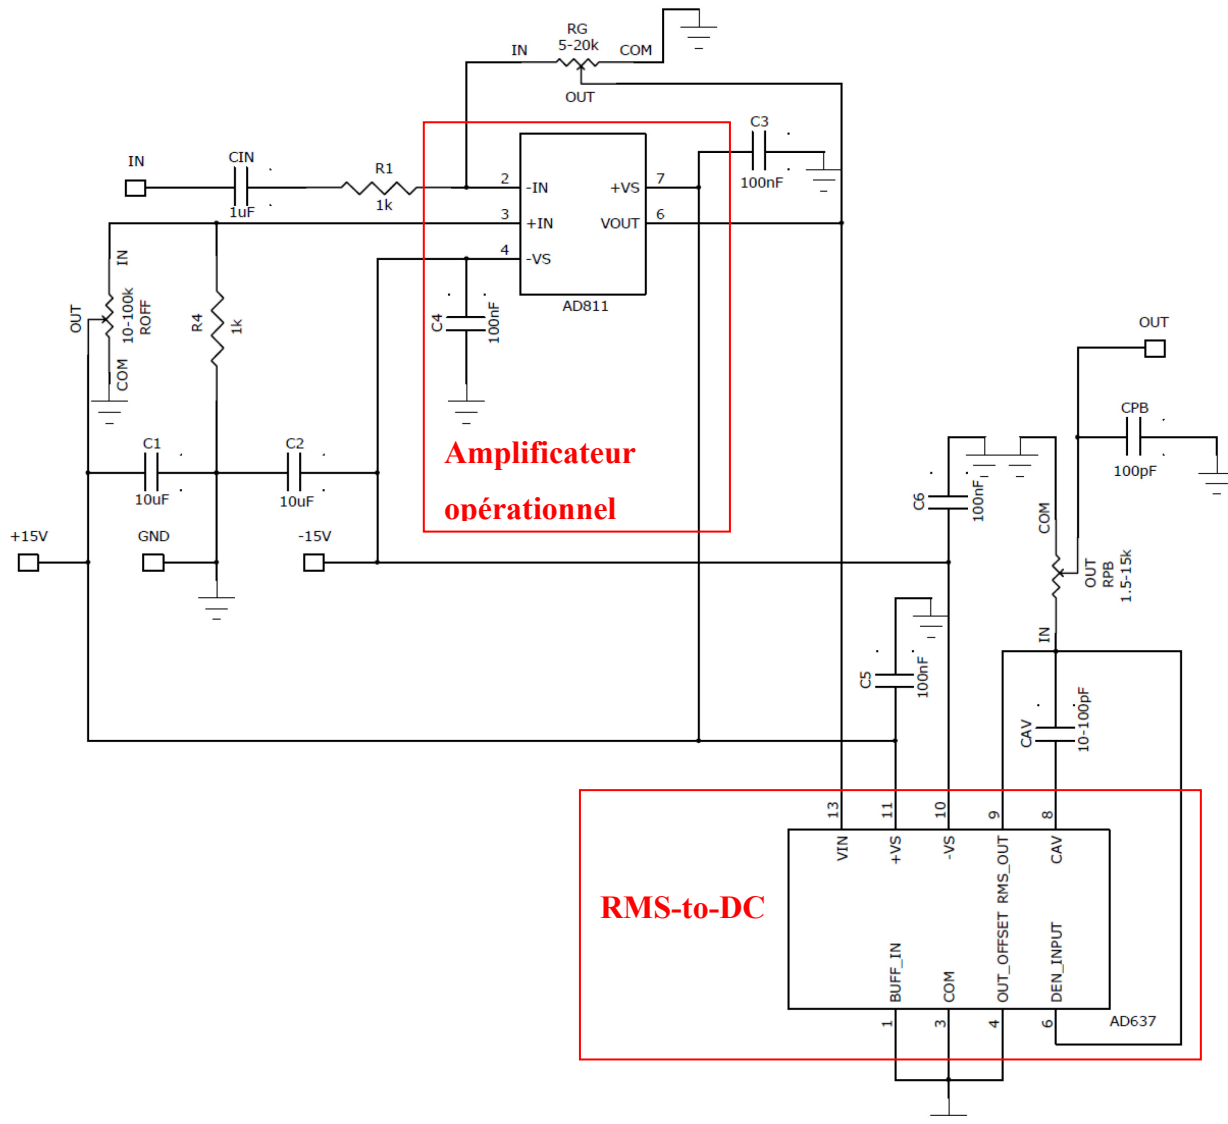 RG
5-20k
IN
COM
OUT
C3
100nF
IN
CIN
1uF
R1
1k
2
-IN
+VS
7
3
+IN
VOUT
6
4
-VS
AD811
IN
OUT
10-100k
ROFF
COM
R4
1k
C4
100nF
OUT
CPB
100pF
C1
10uF
C2
10uF
Amplificateur
opérationnel
C6
100nF
COM
OUT
RPB
1.5-15k
IN
+15V
GND
-15V
C5
100nF
CAV
10-100pF
13
11
10
9
8
VIN
+VS
-VS
RMS_OUT
CAV
RMS-to-DC
BUFF_IN
COM
OUT_OFFSET
DEN_INPUT
1
3
4
6
AD637